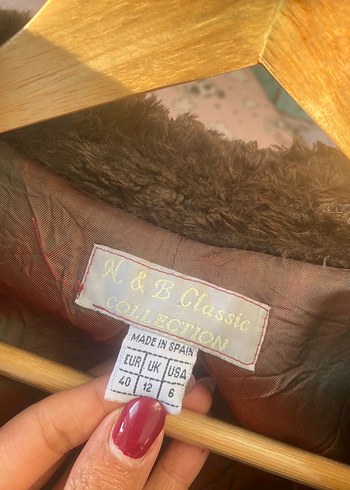 N & B Classic
COLLECTION
MADE IN SPAIN
EUR UK USA
40 12 6